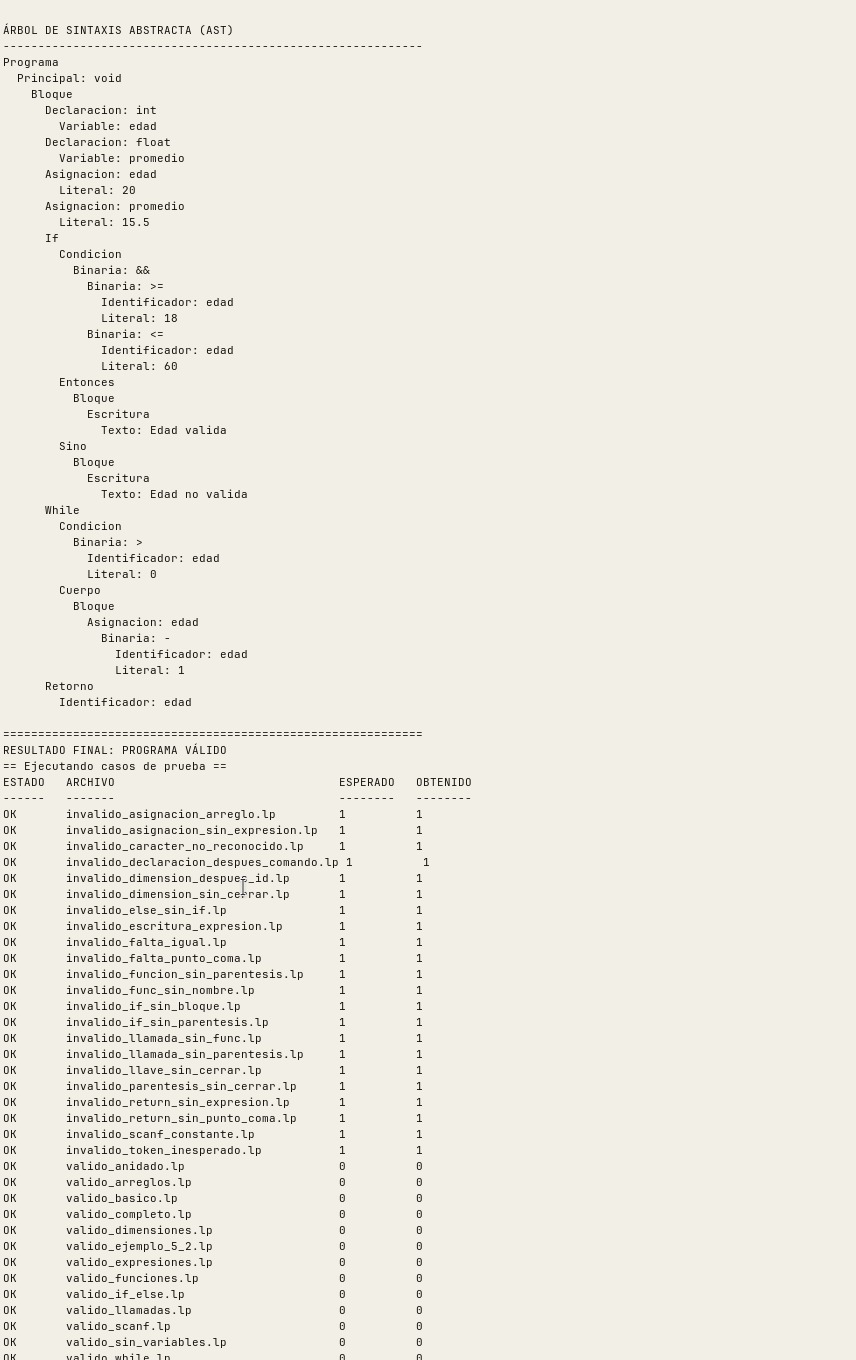 ÁRBOL DE SINTAXIS ABSTRACTA (AST)
------------------------------------------------------------
Programa
  Principal: void
    Bloque
      Declaracion: int
        Variable: edad
      Declaracion: float
        Variable: promedio
      Asignacion: edad
        Literal: 20
      Asignacion: promedio
        Literal: 15.5
      If
        Condicion
          Binaria: &&
            Binaria: >=
              Identificador: edad
              Literal: 18
            Binaria: <=
              Identificador: edad
              Literal: 60
        Entonces
          Bloque
            Escritura
              Texto: Edad valida
        Sino
          Bloque
            Escritura
              Texto: Edad no valida
      While
        Condicion
          Binaria: >
            Identificador: edad
            Literal: 0
        Cuerpo
          Bloque
            Asignacion: edad
              Binaria: -
                Identificador: edad
                Literal: 1
      Retorno
        Identificador: edad
============================================================
RESULTADO FINAL: PROGRAMA VÁLIDO
== Ejecutando casos de prueba ==
ESTADO   ARCHIVO                                ESPERADO   OBTENIDO
------   -------                                --------   --------
OK       invalido_asignacion_arreglo.lp         1          1
OK       invalido_asignacion_sin_expresion.lp   1          1
OK       invalido_caracter_no_reconocido.lp     1          1
OK       invalido_declaracion_despues_comando.lp 1          1
OK       invalido_dimension_despues_id.lp       1          1
OK       invalido_dimension_sin_cerrar.lp       1          1
OK       invalido_else_sin_if.lp                1          1
OK       invalido_escritura_expresion.lp        1          1
OK       invalido_falta_igual.lp                1          1
OK       invalido_falta_punto_coma.lp           1          1
OK       invalido_funcion_sin_parentesis.lp     1          1
OK       invalido_func_sin_nombre.lp            1          1
OK       invalido_if_sin_bloque.lp              1          1
OK       invalido_if_sin_parentesis.lp          1          1
OK       invalido_llamada_sin_func.lp           1          1
OK       invalido_llamada_sin_parentesis.lp     1          1
OK       invalido_llave_sin_cerrar.lp           1          1
OK       invalido_parentesis_sin_cerrar.lp      1          1
OK       invalido_return_sin_expresion.lp       1          1
OK       invalido_return_sin_punto_coma.lp      1          1
OK       invalido_scanf_constante.lp            1          1
OK       invalido_token_inesperado.lp           1          1
OK       valido_anidado.lp                      0          0
OK       valido_arreglos.lp                     0          0
OK       valido_basico.lp                       0          0
OK       valido_completo.lp                     0          0
OK       valido_dimensiones.lp                  0          0
OK       valido_ejemplo_5_2.lp                  0          0
OK       valido_expresiones.lp                  0          0
OK       valido_funciones.lp                    0          0
OK       valido_if_else.lp                      0          0
OK       valido_llamadas.lp                     0          0
OK       valido_scanf.lp                        0          0
OK       valido_sin_variables.lp                0          0
OK       valido_while.lp                        0          0